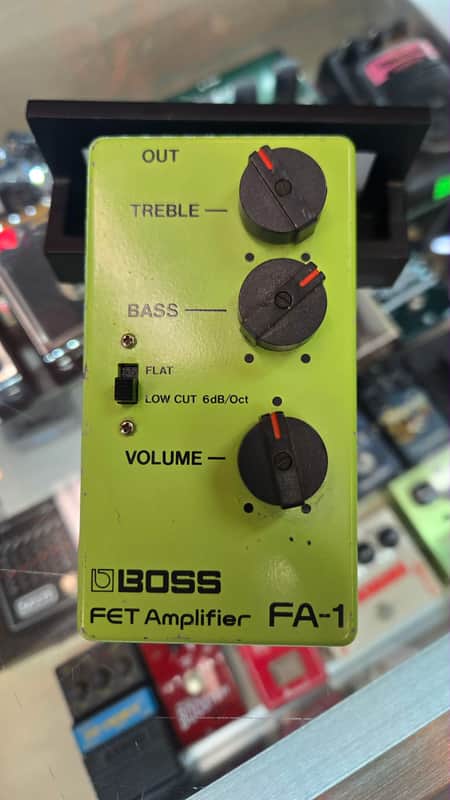 OUT
TREBLE
BASS
FLAT
LOW CUT 6dB/Oct
VOLUME
BOSS
FET Amplifier FA-1